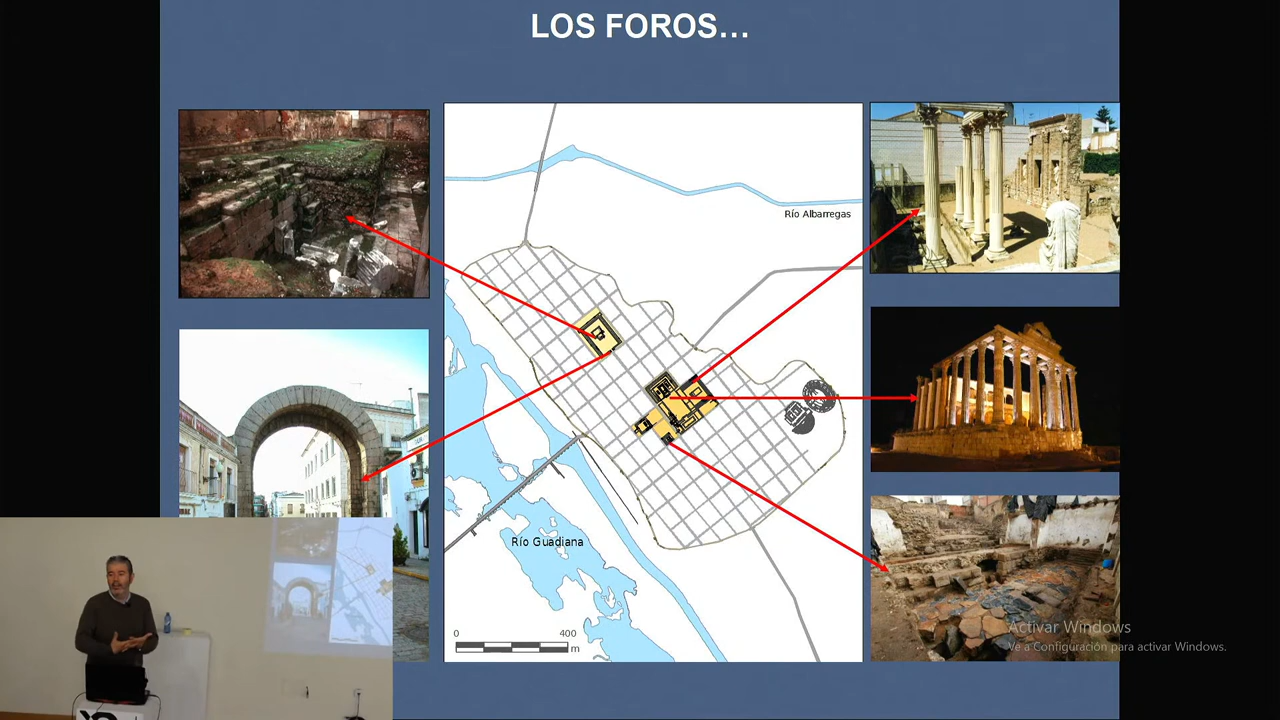 LOS FOROS...
Río Albarregas
Río Guadiana
0
400
m
Activar Windows
Ve a Configuración para activar Windows.